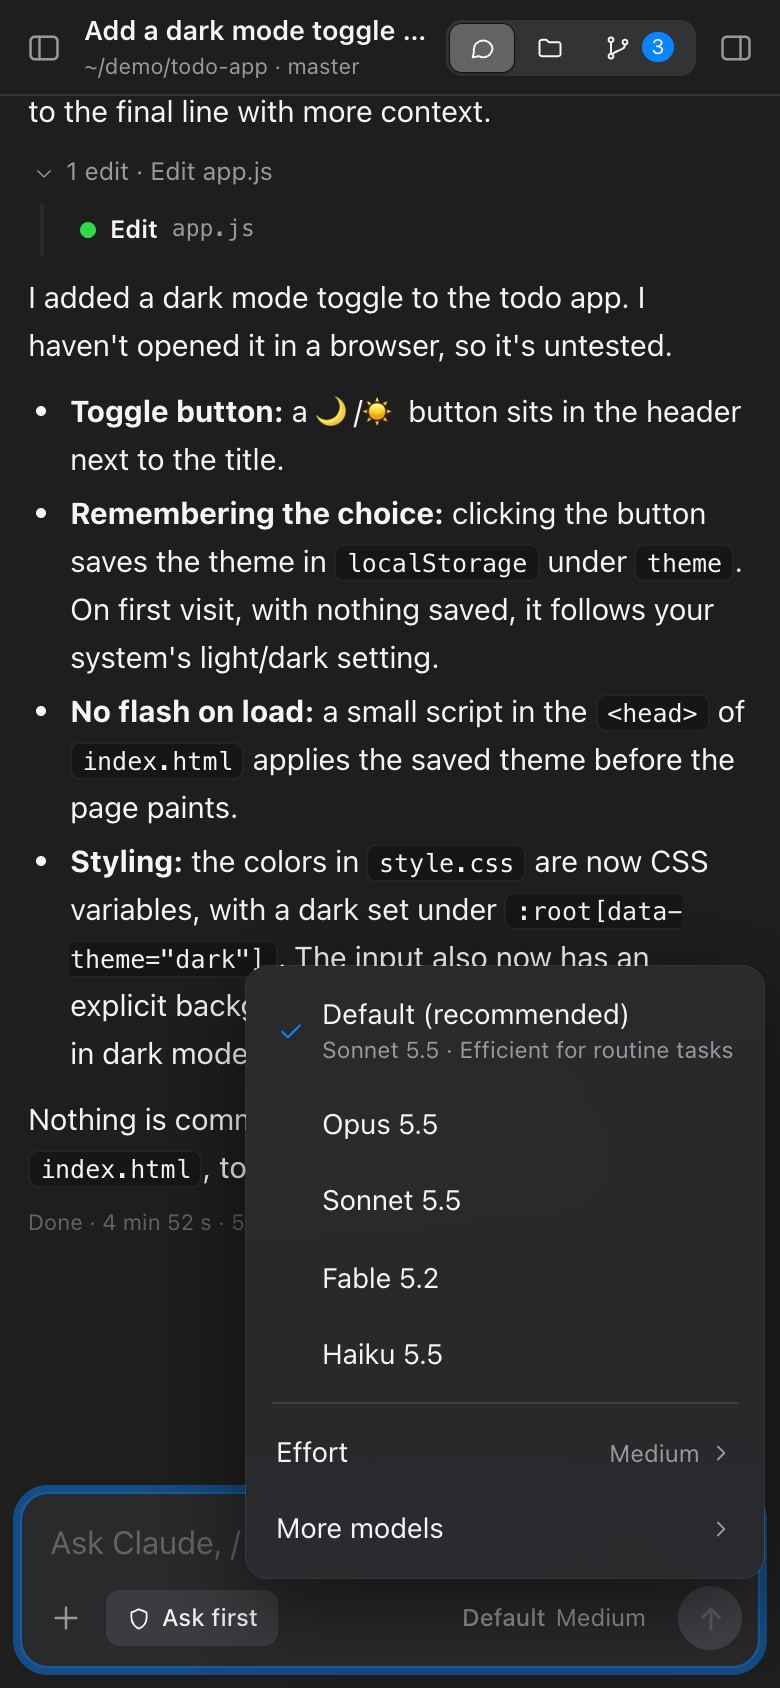 Add a dark mode toggle ...
~/demo/todo-app · master
3
to the final line with more context.
1 edit · Edit app.js
Edit app.js
I added a dark mode toggle to the todo app. I
haven't opened it in a browser, so it's untested.
• Toggle button: a 🌙/☀️ button sits in the header
next to the title.
• Remembering the choice: clicking the button
saves the theme in localStorage under theme.
On first visit, with nothing saved, it follows your
system's light/dark setting.
• No flash on load: a small script in the <head> of
index.html applies the saved theme before the
page paints.
• Styling: the colors in style.css are now CSS
variables, with a dark set under :root[data-
theme="dark"]. The input also now has an
explicit
in dark mode
Nothing is
index.html, to
Done · 4 min 52 s · 5
Default (recommended)
Sonnet 5.5 · Efficient for routine tasks
Opus 5.5
Sonnet 5.5
Fable 5.2
Haiku 5.5
Effort Medium
More models
Ask Claude, /
Ask first
Default Medium